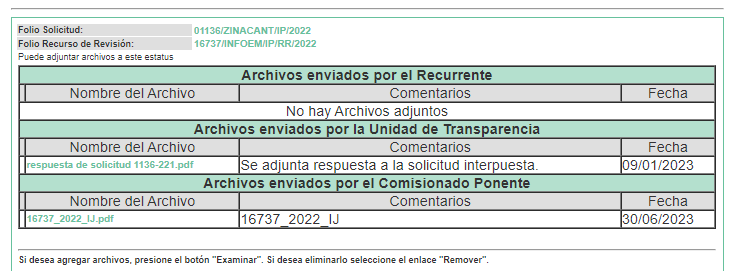 Folio Solicitud: 01136/ZINACANT/IP/2022
Folio Recurso de Revisión: 16737/INFOEM/IP/RR/2022
Puede adjuntar archivos a este estatus
Archivos enviados por el Recurrente
Nombre del Archivo Comentarios Fecha
No hay Archivos adjuntos
Archivos enviados por la Unidad de Transparencia
Nombre del Archivo Comentarios Fecha
respuesta de solicitud 1136-221.pdf Se adjunta respuesta a la solicitud interpuesta. 09/01/2023
Archivos enviados por el Comisionado Ponente
Nombre del Archivo Comentarios Fecha
16737_2022_IJ.pdf 16737_2022_IJ 30/06/2023
Si desea agregar archivos, presione el botón "Examinar". Si desea eliminarlo seleccione el enlace "Remover".